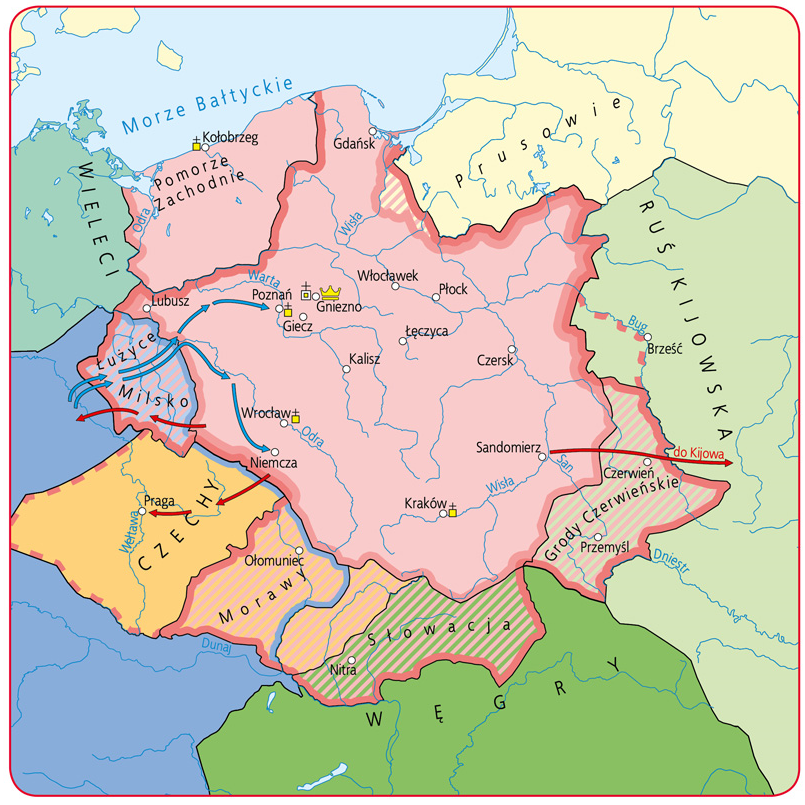 Morze Bałtyckie
Prusowie
Kołobrzeg
Gdańsk
Pomorze
Zachodnie
WIELECI
RUŚ KIJOWSKA
Odra
Wisła
Warta
Włocławek
Płock
Poznań
Gniezno
Giecz
Lubusz
Bug
Brześć
Łęczyca
Łużyce
Kalisz
Czersk
Milsko
Wrocław
Odra
Sandomierz
do Kijowa
Niemcza
San
Czerwień
Wisła
Kraków
Grody Czerwieńskie
Praga
CZECHY
Wełtawa
Przemyśl
Ołomuniec
Dniestr
Morawy
Słowacja
Dunaj
Nitra
WĘGRY